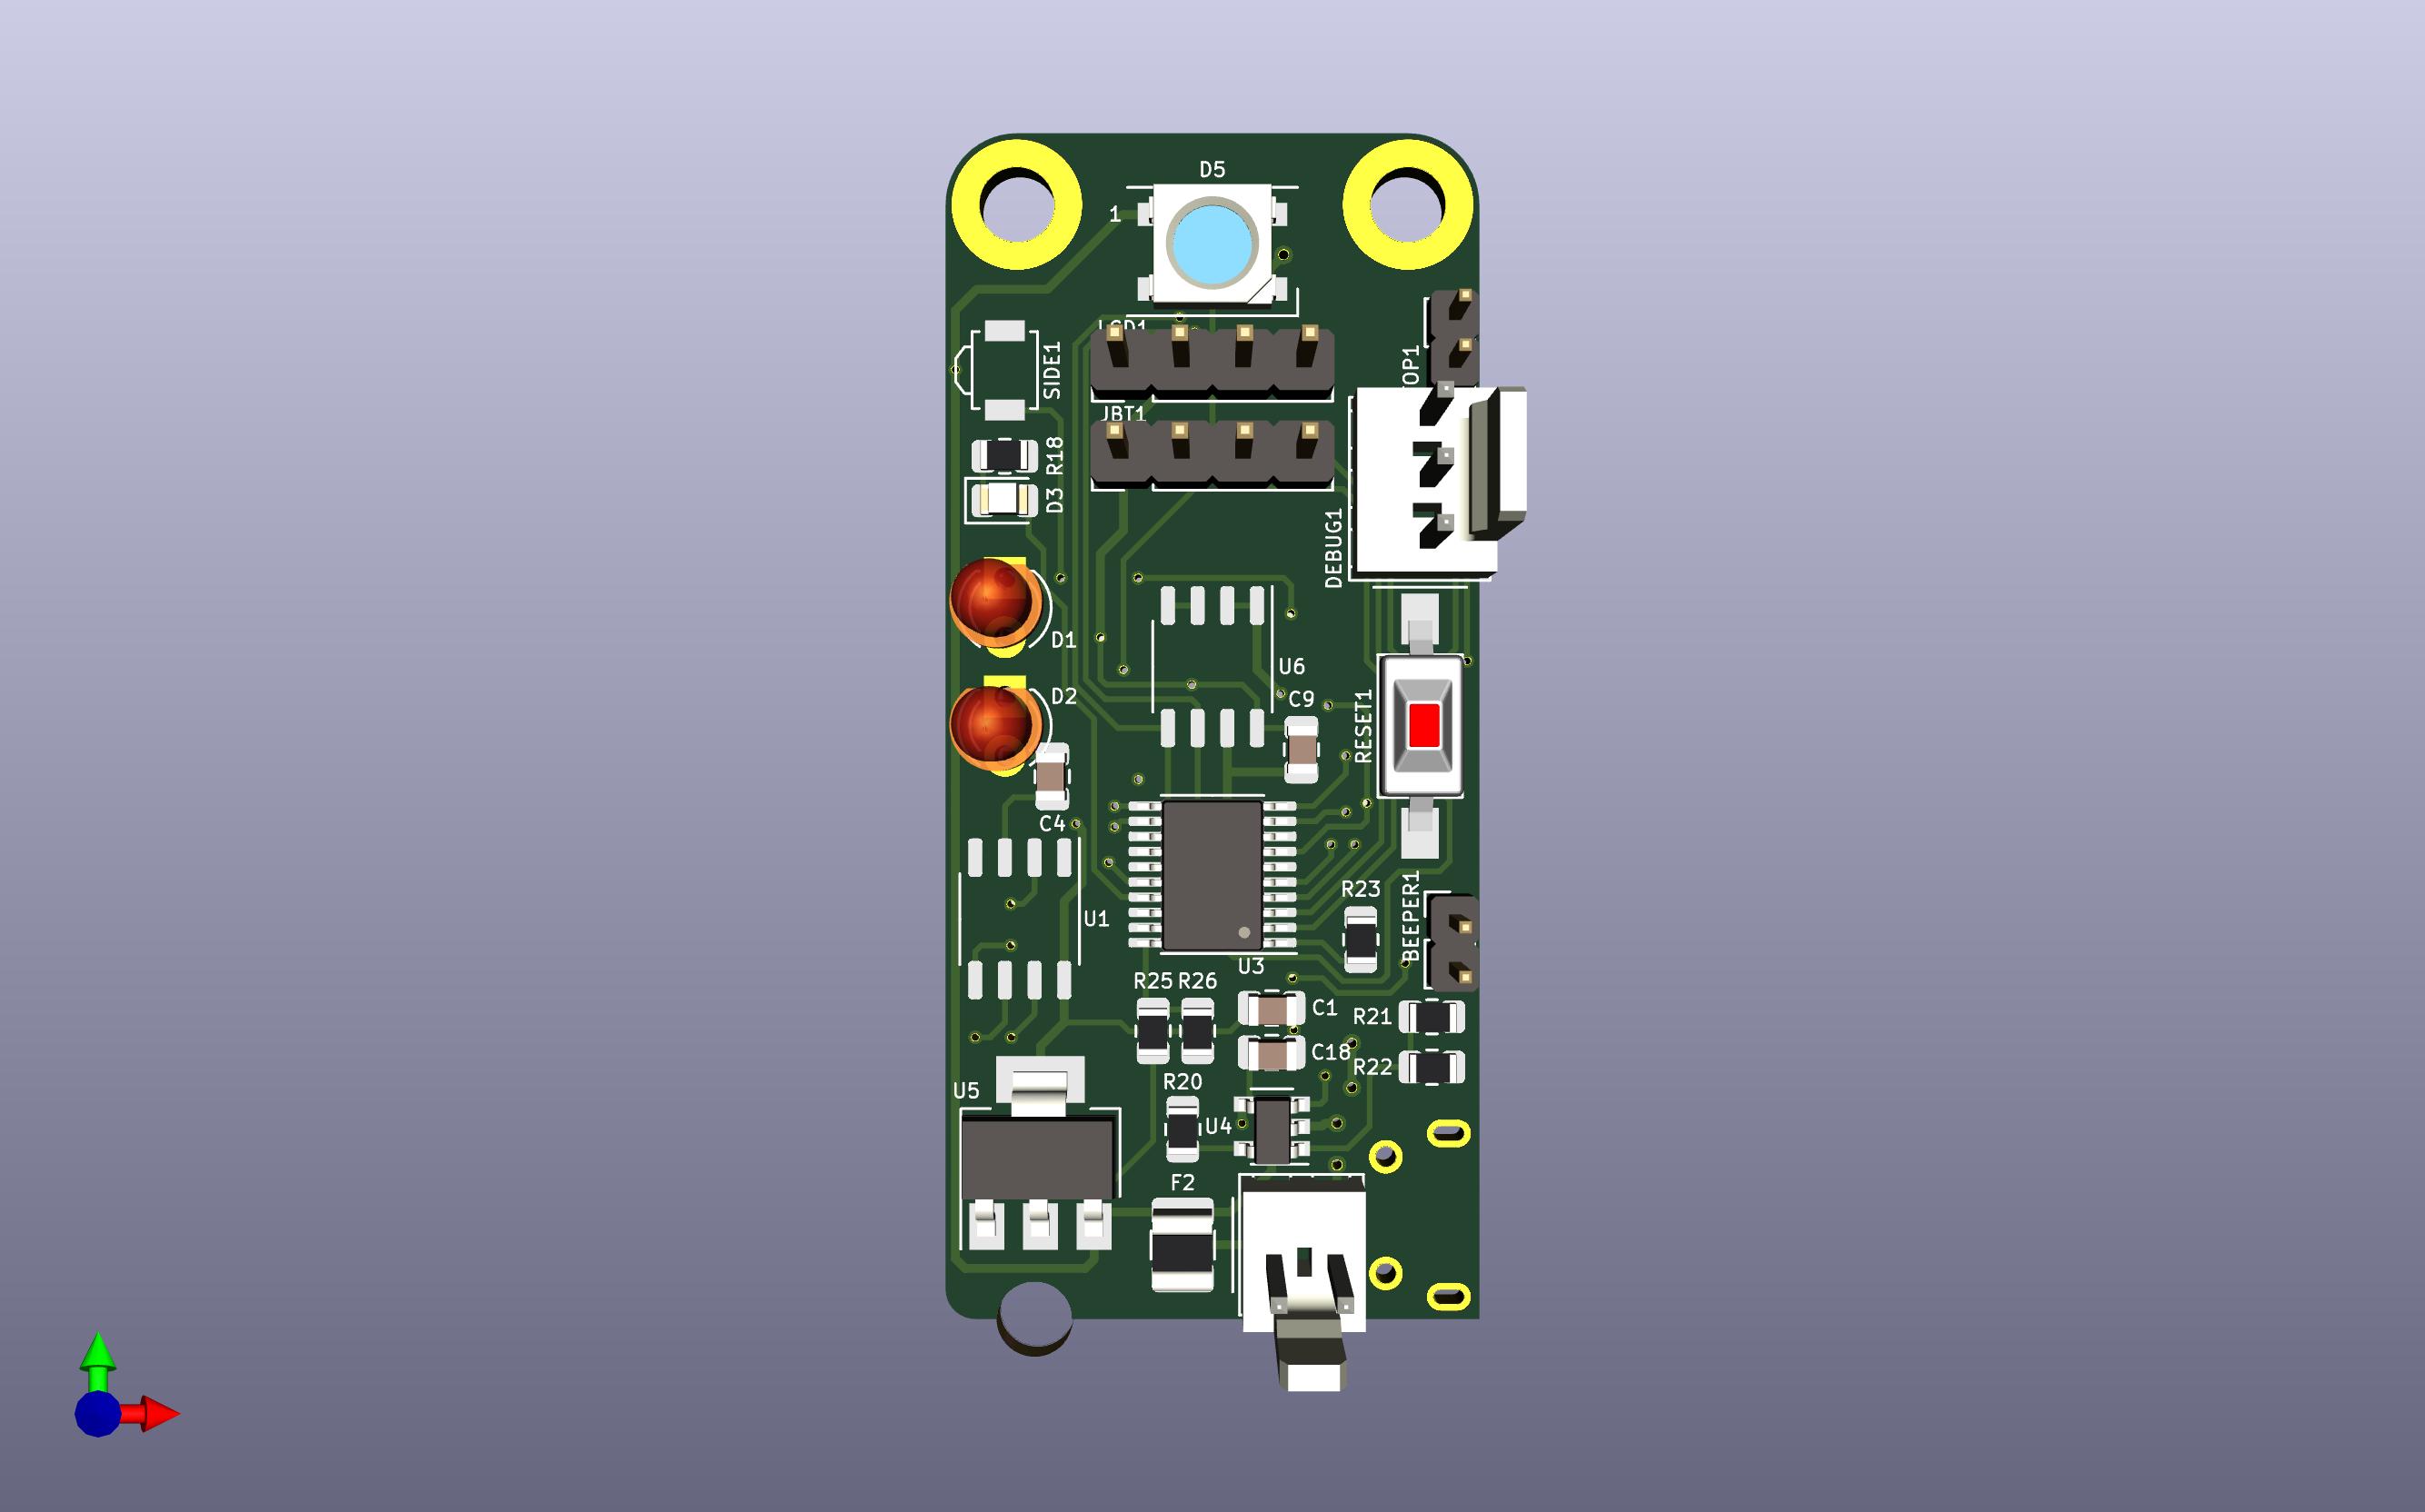 D5
1
SIDE1
JBT1
R18
D3
DEBUG1
D1
U6
D2
C9
RESET1
C4
R23
BEEPER1
U1
U3
R25 R26
C1
R21
C18
R22
R20
U5
U4
F2